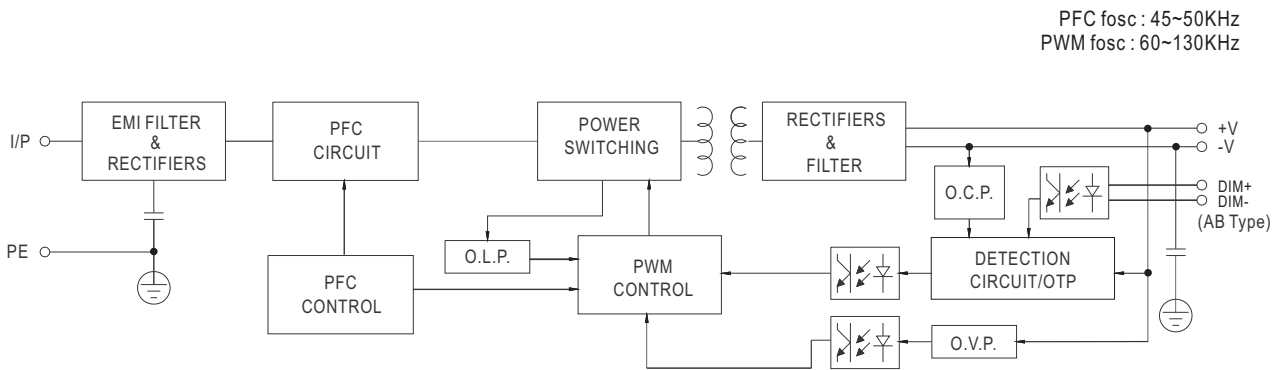 PFC fosc : 45~50KHz
PWM fosc : 60~130KHz
I/P
EMI FILTER
&
RECTIFIERS
PFC
CIRCUIT
POWER
SWITCHING
RECTIFIERS
&
FILTER
+V
-V
O.C.P.
DIM+
DIM-
(AB Type)
PE
O.L.P.
PFC
CONTROL
PWM
CONTROL
DETECTION
CIRCUIT/OTP
O.V.P.